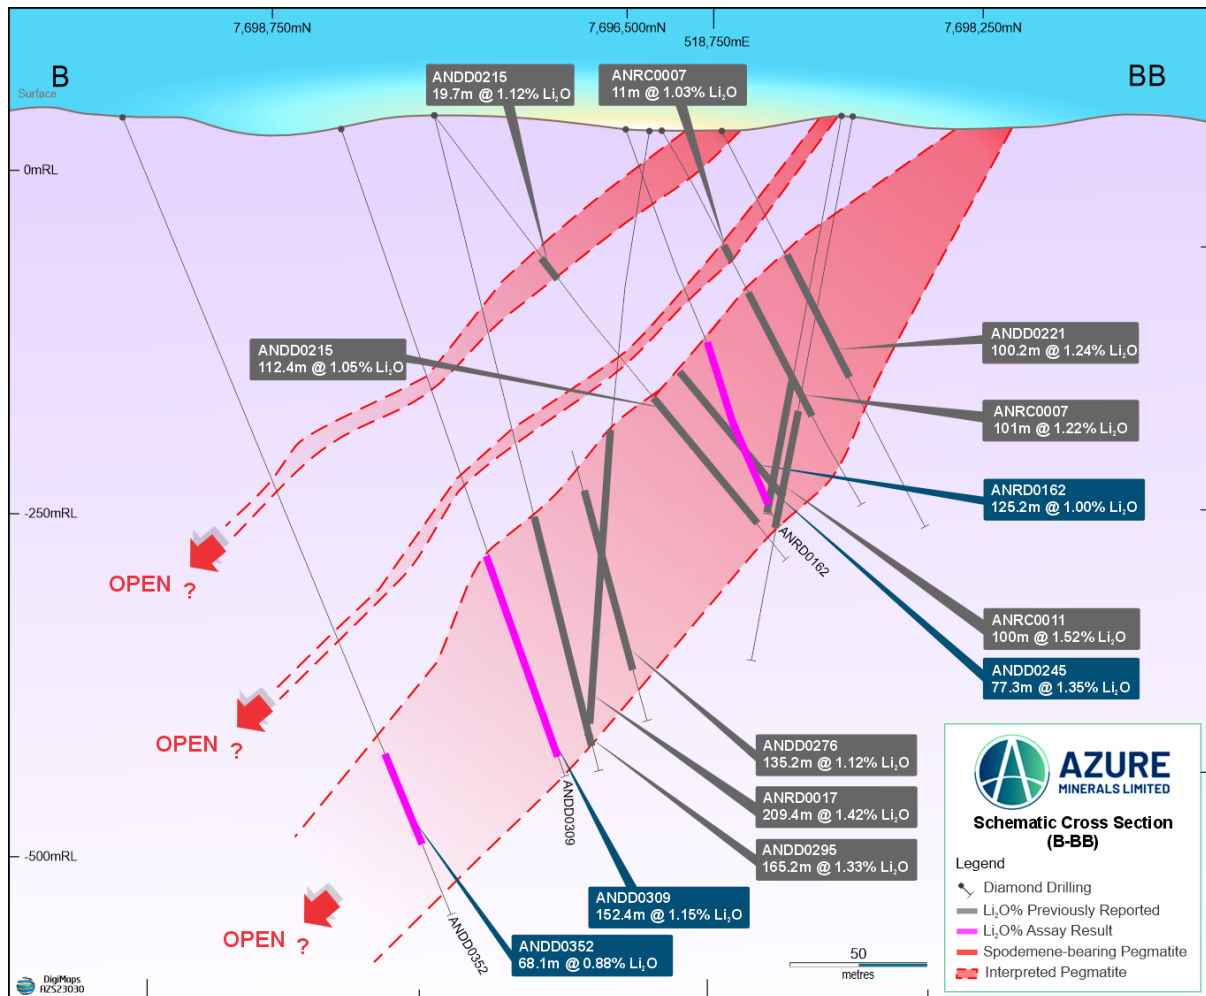 7,698,750mN
7,696,500mN
518,750mE
7,698,250mN
B
BB
Surface
ANDD0215
19.7m @ 1.12% Li₂O
ANRC0007
11m @ 1.03% Li₂O
0mRL
ANDD0215
112.4m @ 1.05% Li₂O
ANDD0221
100.2m @ 1.24% Li₂O
ANRC0007
101m @ 1.22% Li₂O
ANRD0162
125.2m @ 1.00% Li₂O
-250mRL
ANRD0162
OPEN ?
ANRC0011
100m @ 1.52% Li₂O
ANDD0245
77.3m @ 1.35% Li₂O
OPEN ?
ANDD0276
135.2m @ 1.12% Li₂O
ANRD0017
209.4m @ 1.42% Li₂O
ANDD0295
165.2m @ 1.33% Li₂O
ANDD0309
-500mRL
ANDD0309
152.4m @ 1.15% Li₂O
OPEN ?
ANDD0352
ANDD0352
68.1m @ 0.88% Li₂O
50
metres
AZURE
MINERALS LIMITED
Schematic Cross Section
(B-BB)
Legend
Diamond Drilling
Li₂O% Previously Reported
Li₂O% Assay Result
Spodemene-bearing Pegmatite
Interpreted Pegmatite
DigiMaps
AZS23030